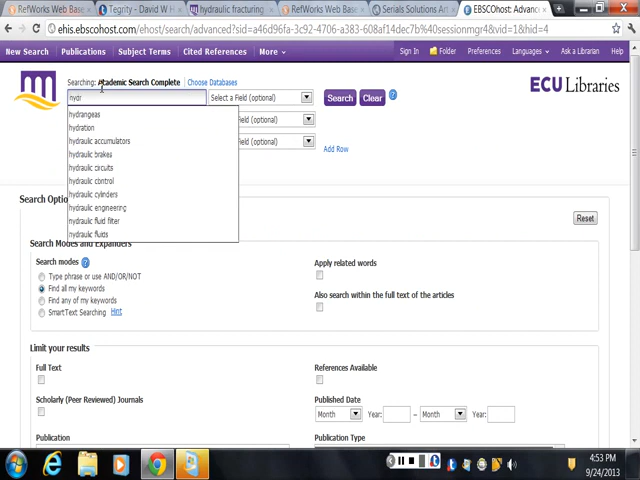 RefWorks Web Base
Tegrity - David W H
hydraulic fracturing
RefWorks Web Base
Serials Solutions Art
EBSCOhost: Advanc
ehis.ebscohost.com/ehost/search/advanced?sid=a46d96fa-3c92-4706-a383-608af14dec7b%40sessionmgr4&vid=1&hid=4
New Search Publications Subject Terms Cited References More Sign In Folder Preferences Languages Ask a Librarian Help
Searching: Academic Search Complete Choose Databases
hydr Select a Field (optional) Search Clear ?
ECU Libraries
hydrangeas
d a Field (optional)
hydration
hydraulic accumulators
d a Field (optional)
Add Row
hydraulic brakes
hydraulic circuits
hydraulic control
hydraulic cylinders
hydraulic engineering
hydraulic fluid filter
hydraulic fluids
Search Optio
Reset
Search Modes and Expanders
Search modes ?
Type phrase or use AND/OR/NOT
Find all my keywords
Find any of my keywords
SmartText Searching Hint
Apply related words
Also search within the full text of the articles
Limit your results
Full Text
References Available
Scholarly (Peer Reviewed) Journals
Published Date
Month Year: – Month Year:
Publication
Publication Type
4:53 PM
9/24/2013